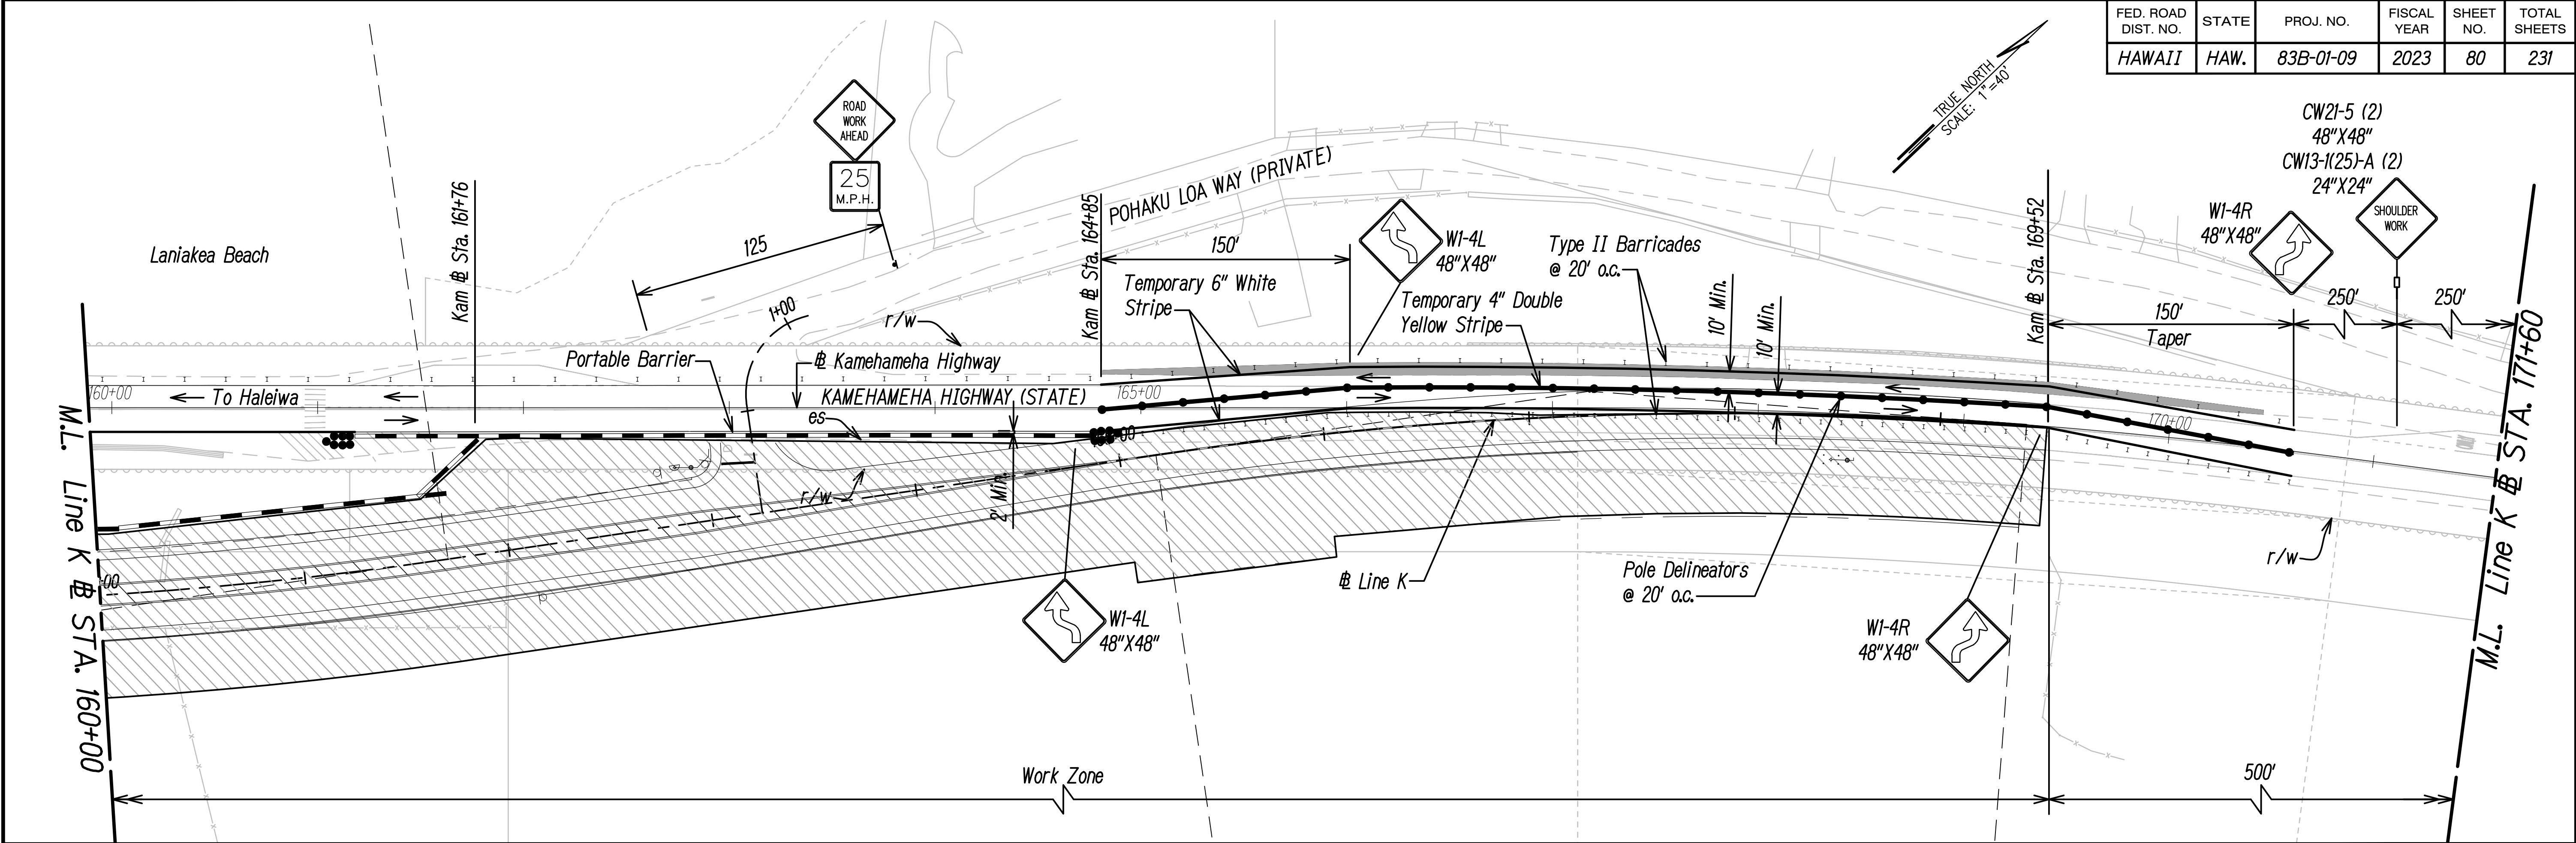 FED. ROAD DIST. NO.
STATE
PROJ. NO.
FISCAL YEAR
SHEET NO.
TOTAL SHEETS
HAWAII
HAW.
83B-01-09
2023
80
231
TRUE NORTH
SCALE: 1"=40'
CW21-5 (2)
48"X48"
CW13-1(25)-A (2)
24"X24"
SHOULDER
WORK
W1-4R
48"X48"
ROAD
WORK
AHEAD
25
M.P.H.
125
Laniakea Beach
Kam ⅊ Sta. 161+76
Kam ⅊ Sta. 164+85
POHAKU LOA WAY (PRIVATE)
150'
W1-4L
48"X48"
Type II Barricades
@ 20' o.c.
Temporary 6" White
Stripe
Temporary 4" Double
Yellow Stripe
10' Min.
10' Min.
Kam ⅊ Sta. 169+52
150'
Taper
250'
250'
1+00
r/w
Portable Barrier
⅊ Kamehameha Highway
KAMEHAMEHA HIGHWAY (STATE)
160+00
To Haleiwa
165+00
170+00
es
r/w
2' Min.
M.L. Line K ⅊ STA. 160+00
W1-4L
48"X48"
⅊ Line K
Pole Delineators
@ 20' o.c.
W1-4R
48"X48"
r/w
M.L. Line K ⅊ STA. 171+60
Work Zone
500'